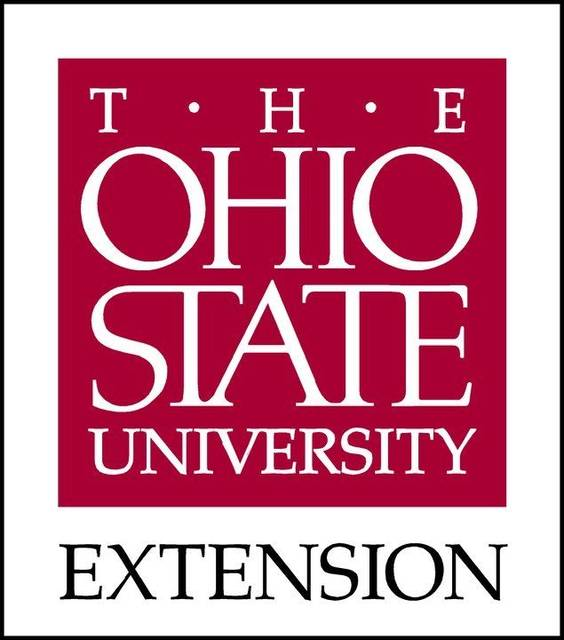 T · H · E
OHIO
STATE
UNIVERSITY
EXTENSION